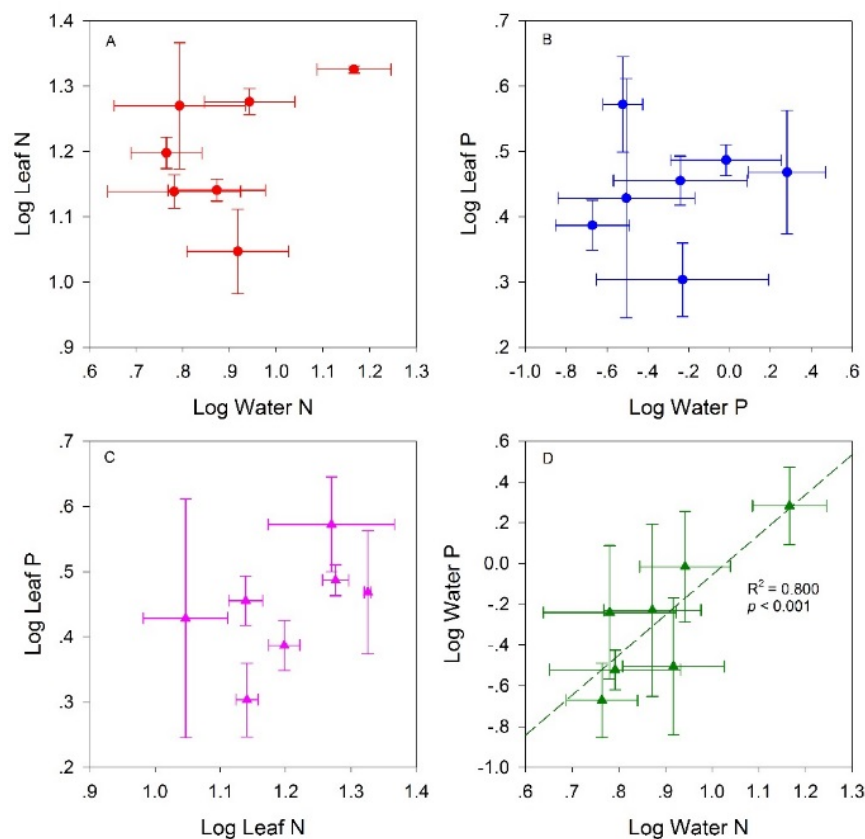 A
Log Leaf N
1.4
1.3
1.2
1.1
1.0
.9
.6 .7 .8 .9 1.0 1.1 1.2 1.3
Log Water N
B
Log Leaf P
.7
.6
.5
.4
.3
.2
-1.0 -.8 -.6 -.4 -.2 0.0 .2 .4 .6
Log Water P
C
Log Leaf P
.7
.6
.5
.4
.3
.2
.9 1.0 1.1 1.2 1.3 1.4
Log Leaf N
D
Log Water P
.6
.4
.2
0.0
-.2
-.4
-.6
-.8
-1.0
R² = 0.800
p < 0.001
.6 .7 .8 .9 1.0 1.1 1.2 1.3
Log Water N